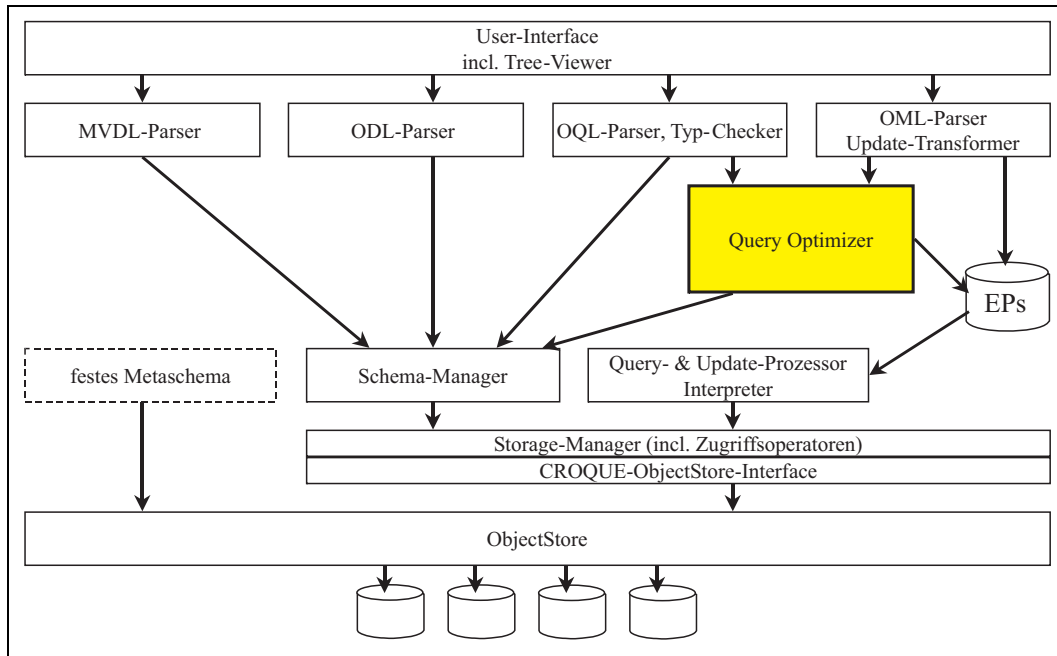 User-Interface
incl. Tree-Viewer
MVDL-Parser
ODL-Parser
OQL-Parser, Typ-Checker
OML-Parser
Update-Transformer
Query Optimizer
EPs
festes Metaschema
Schema-Manager
Query- & Update-Prozessor
Interpreter
Storage-Manager (incl. Zugriffsoperatoren)
CROQUE-ObjectStore-Interface
ObjectStore